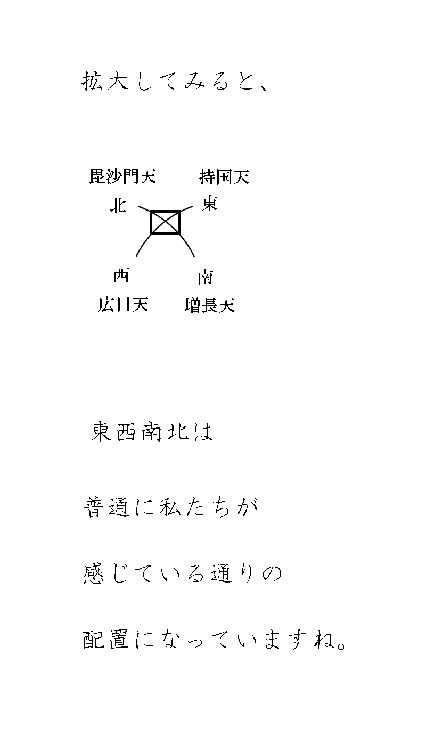 拡大してみると、
毘沙門天 持国天
北 東
西 南
広目天 増長天
東西南北は
普通に私たちが
感じている通りの
配置になっていますね。